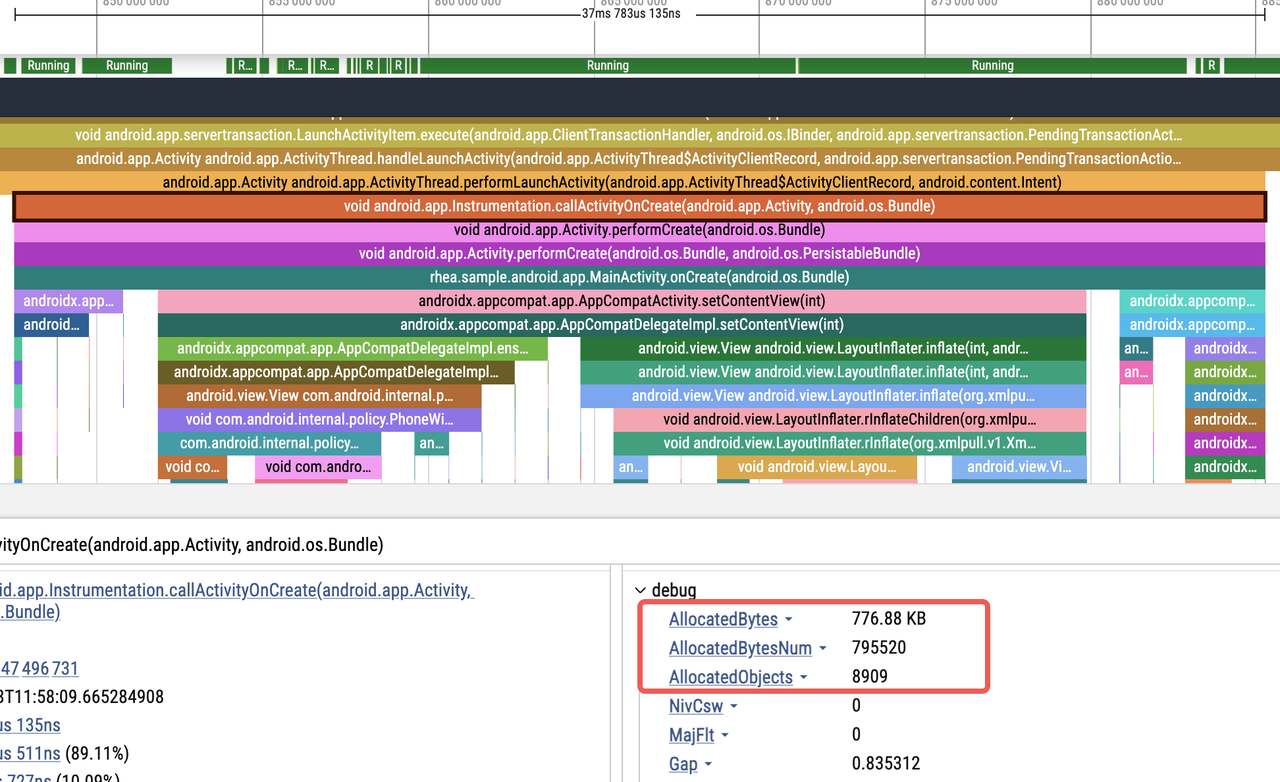 850 000 000 855 000 000 860 000 000 865 000 000 870 000 000 875 000 000 880 000 000 885
37ms 783us 135ns
Running Running R... R... R... R R Running Running R
void android.app.servertransaction.LaunchActivityItem.execute(android.app.ClientTransactionHandler, android.os.IBinder, android.app.servertransaction.PendingTransactionAct...
android.app.Activity android.app.ActivityThread.handleLaunchActivity(android.app.ActivityThread$ActivityClientRecord, android.app.servertransaction.PendingTransactionActio...
android.app.Activity android.app.ActivityThread.performLaunchActivity(android.app.ActivityThread$ActivityClientRecord, android.content.Intent)
void android.app.Instrumentation.callActivityOnCreate(android.app.Activity, android.os.Bundle)
void android.app.Activity.performCreate(android.os.Bundle)
void android.app.Activity.performCreate(android.os.Bundle, android.os.PersistableBundle)
rhea.sample.android.app.MainActivity.onCreate(android.os.Bundle)
androidx.app... androidx.appcompat.app.AppCompatActivity.setContentView(int) androidx.appcomp...
android... androidx.appcompat.app.AppCompatDelegateImpl.setContentView(int) androidx.appcomp...
androidx.appcompat.app.AppCompatDelegateImpl.ens... android.view.View android.view.LayoutInflater.inflate(int, andr... an... androidx...
androidx.appcompat.app.AppCompatDelegateImpl... android.view.View android.view.LayoutInflater.inflate(int, andr... an... androidx...
android.view.View com.android.internal.p... android.view.View android.view.LayoutInflater.inflate(org.xmlpu... androidx...
void com.android.internal.policy.PhoneWi... void android.view.LayoutInflater.rInflateChildren(org.xmlpu... androidx...
com.android.internal.policy... an... void android.view.LayoutInflater.rInflate(org.xmlpull.v1.Xm... androidx...
void co... void com.andro... an... void android.view.Layou... android.view.Vi... androidx...
vityOnCreate(android.app.Activity, android.os.Bundle)
id.app.Instrumentation.callActivityOnCreate(android.app.Activity,
s.Bundle)
47 496 731
3T11:58:09.665284908
us 135ns
us 511ns (89.11%)
727ns (10.09%)
debug
AllocatedBytes 776.88 KB
AllocatedBytesNum 795520
AllocatedObjects 8909
NivCsw 0
MajFlt 0
Gap 0.835312